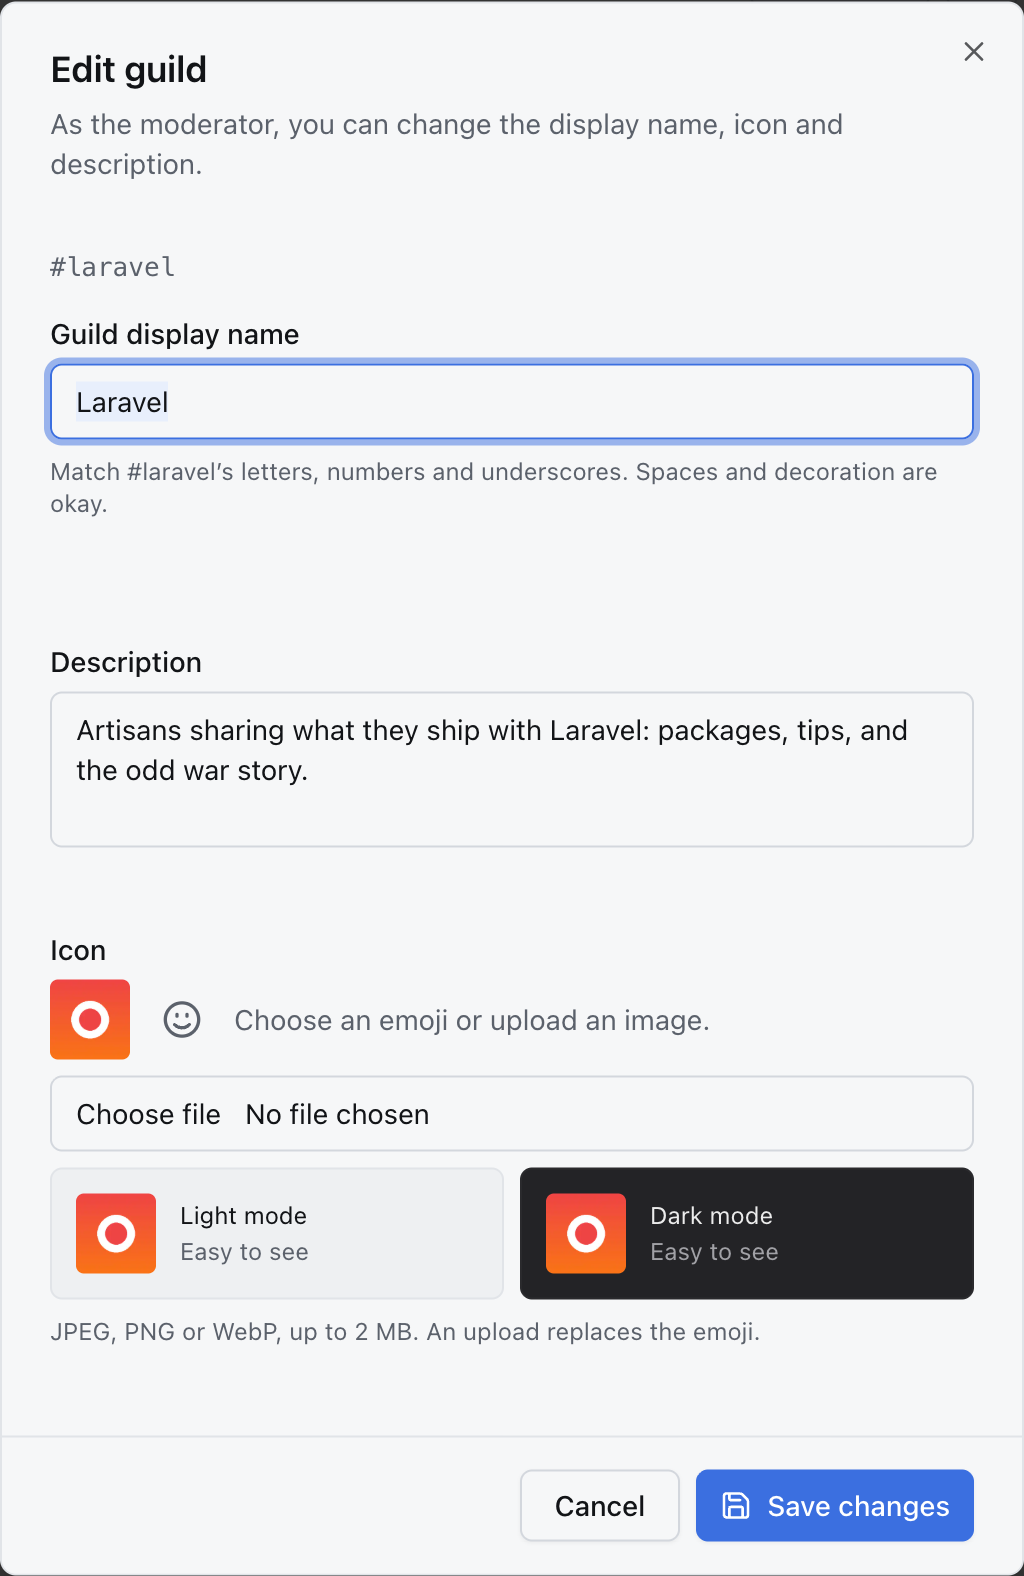 Edit guild
As the moderator, you can change the display name, icon and
description.
#laravel
Guild display name
Laravel
Match #laravel’s letters, numbers and underscores. Spaces and decoration are
okay.
Description
Artisans sharing what they ship with Laravel: packages, tips, and
the odd war story.
Icon
Choose an emoji or upload an image.
Choose file No file chosen
Light mode
Easy to see
Dark mode
Easy to see
JPEG, PNG or WebP, up to 2 MB. An upload replaces the emoji.
Cancel
Save changes